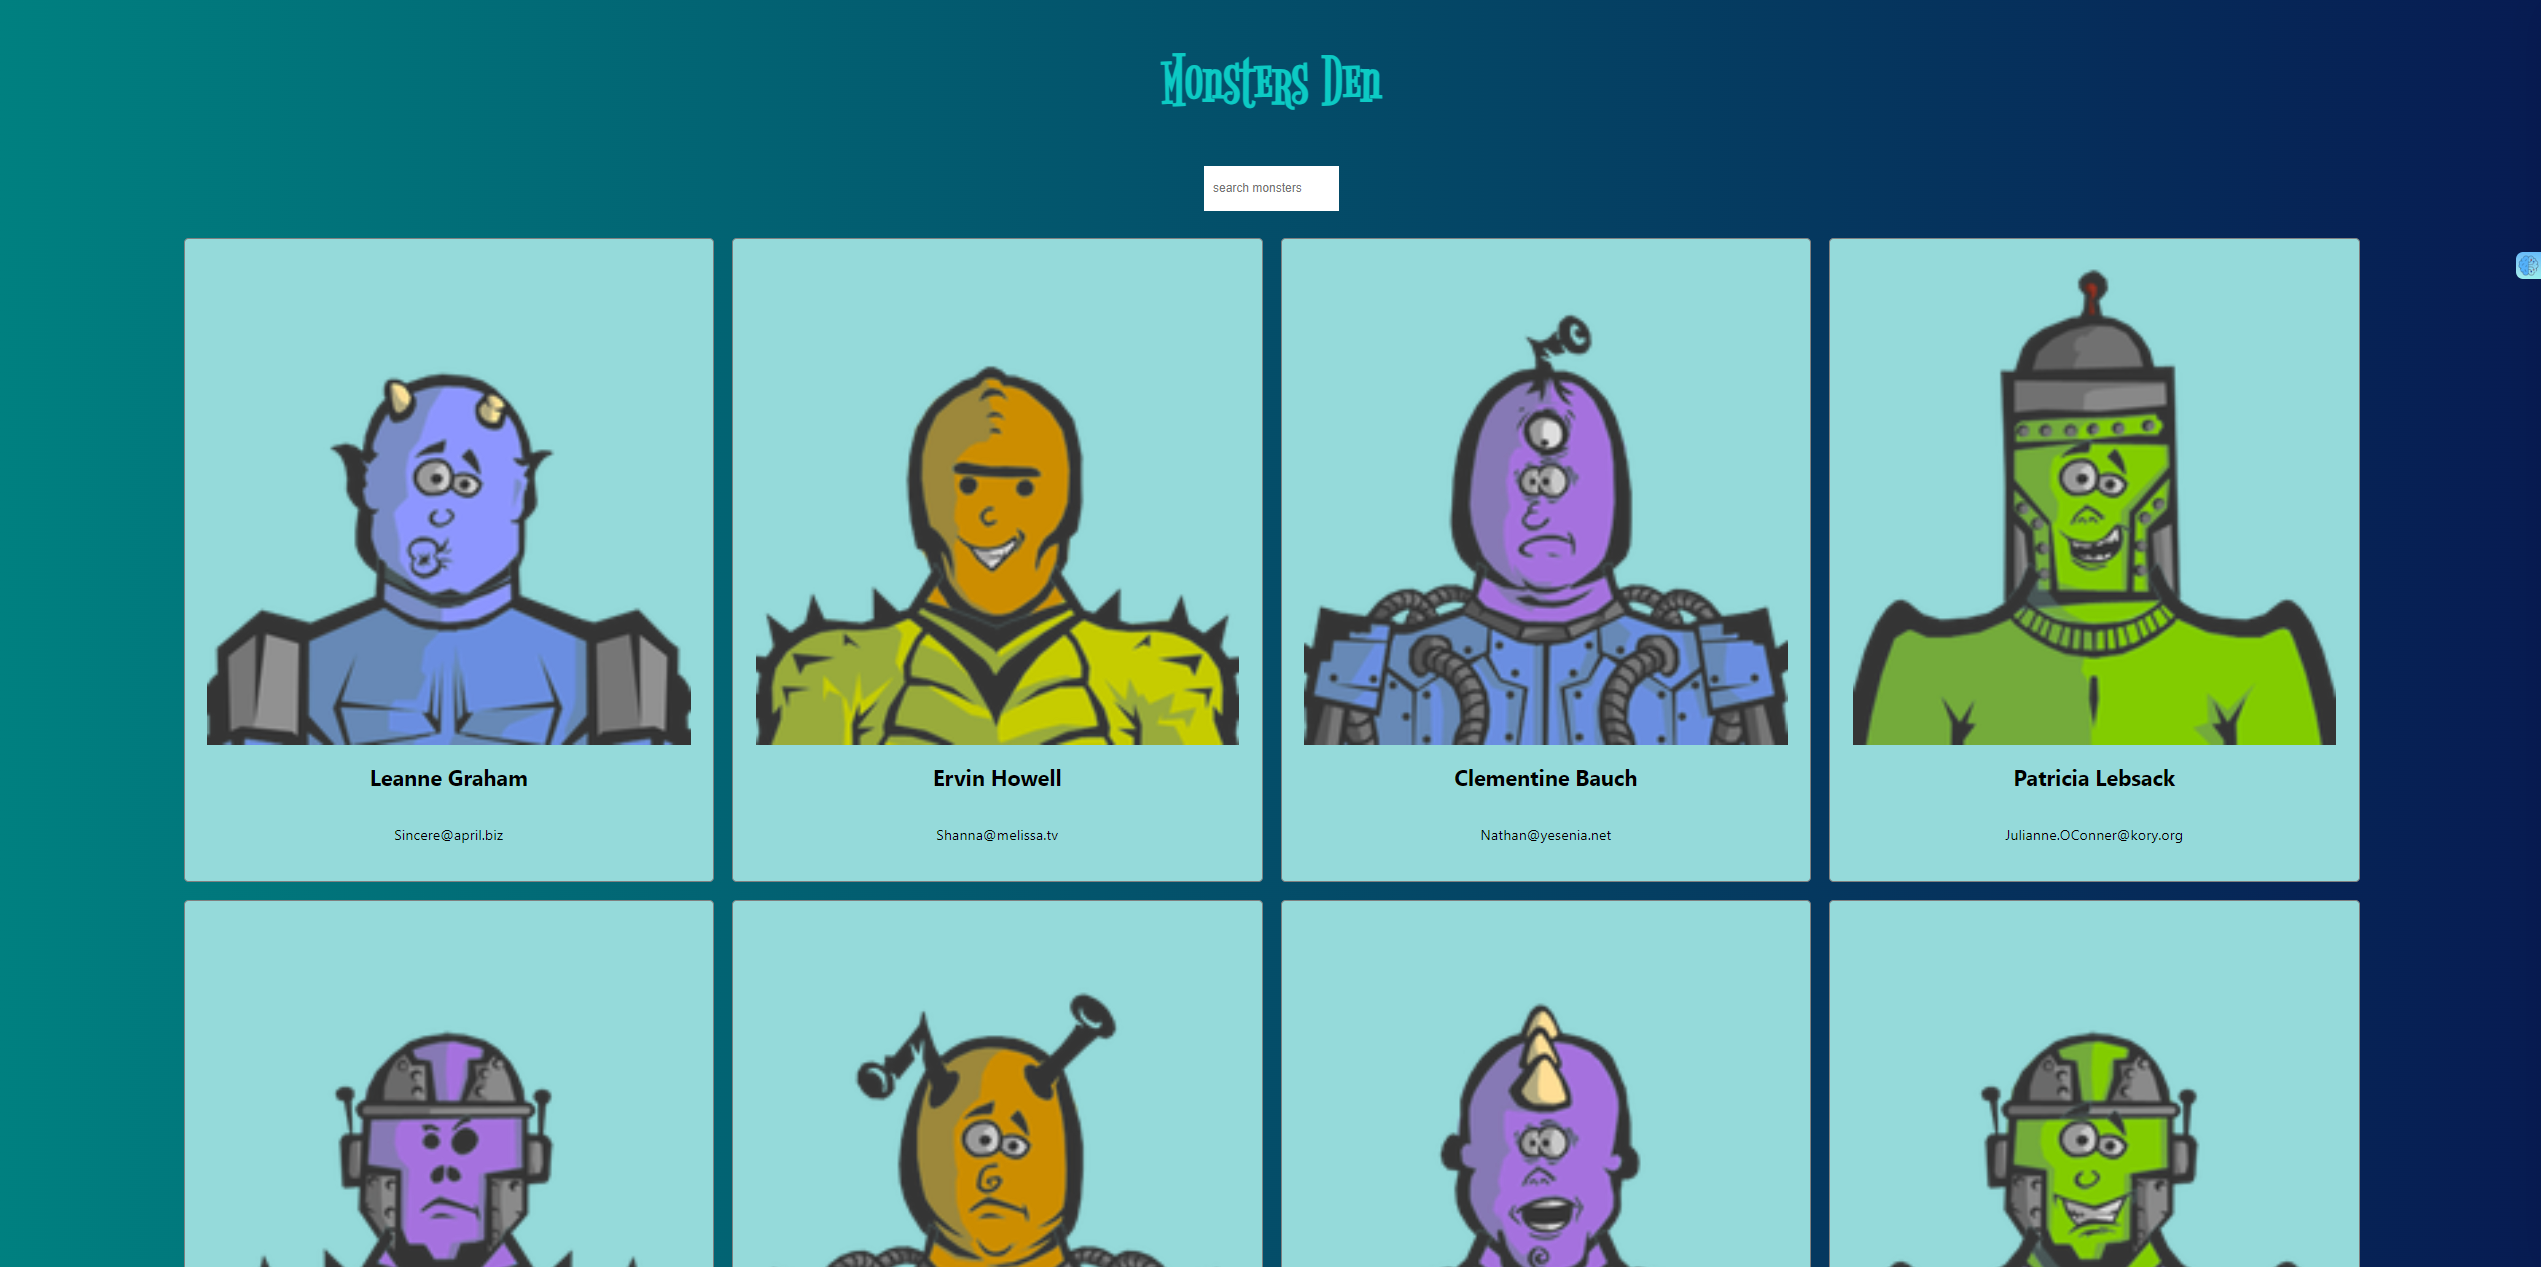 Monsters Den
search monsters
Leanne Graham
Ervin Howell
Clementine Bauch
Patricia Lebsack
Sincere@april.biz
Shanna@melissa.tv
Nathan@yesenia.net
Julianne.OConner@kory.org